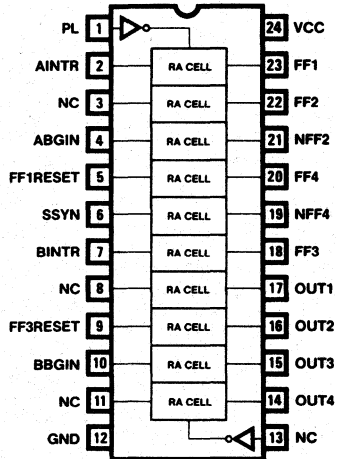 PL 1 24 VCC
AINTR 2 RA CELL 23 FF1
NC 3 RA CELL 22 FF2
ABGIN 4 RA CELL 21 NFF2
FF1RESET 5 RA CELL 20 FF4
SSYN 6 RA CELL 19 NFF4
BINTR 7 RA CELL 18 FF3
NC 8 RA CELL 17 OUT1
FF3RESET 9 RA CELL 16 OUT2
BBGIN 10 RA CELL 15 OUT3
NC 11 RA CELL 14 OUT4
GND 12 13 NC